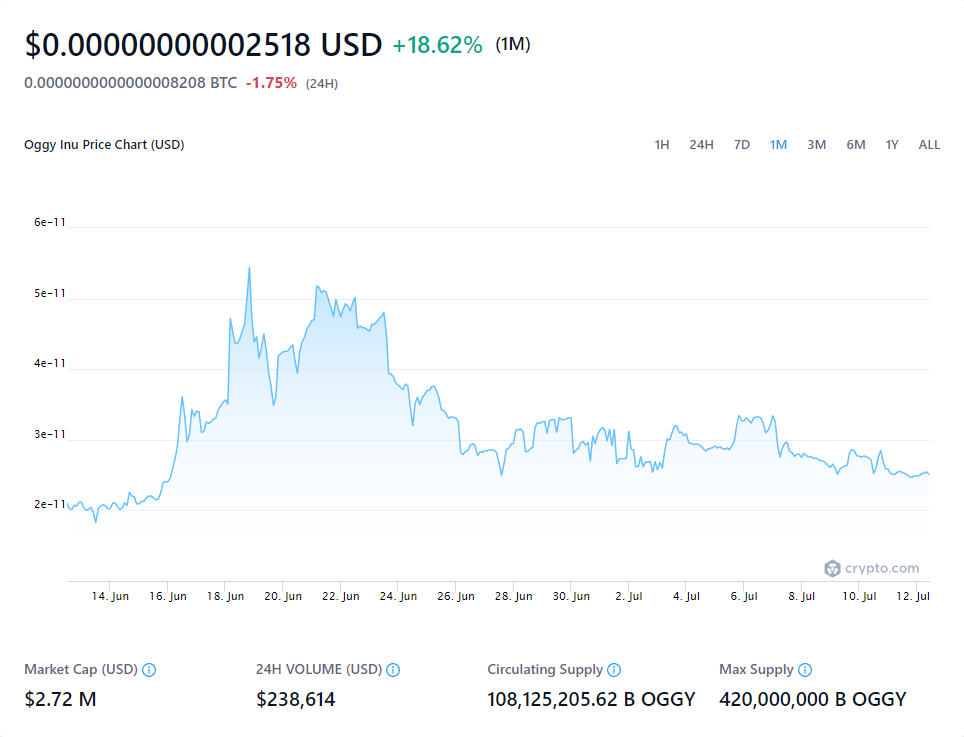 $0.00000000002518 USD +18.62% (1M)
0.0000000000000008208 BTC -1.75% (24H)
Oggy Inu Price Chart (USD) 1H 24H 7D 1M 3M 6M 1Y ALL
6e-11
5e-11
4e-11
3e-11
2e-11
crypto.com
14. Jun 16. Jun 18. Jun 20. Jun 22. Jun 24. Jun 26. Jun 28. Jun 30. Jun 2. Jul 4. Jul 6. Jul 8. Jul 10. Jul 12. Jul
Market Cap (USD) 24H VOLUME (USD) Circulating Supply Max Supply
$2.72 M $238,614 108,125,205.62 B OGGY 420,000,000 B OGGY